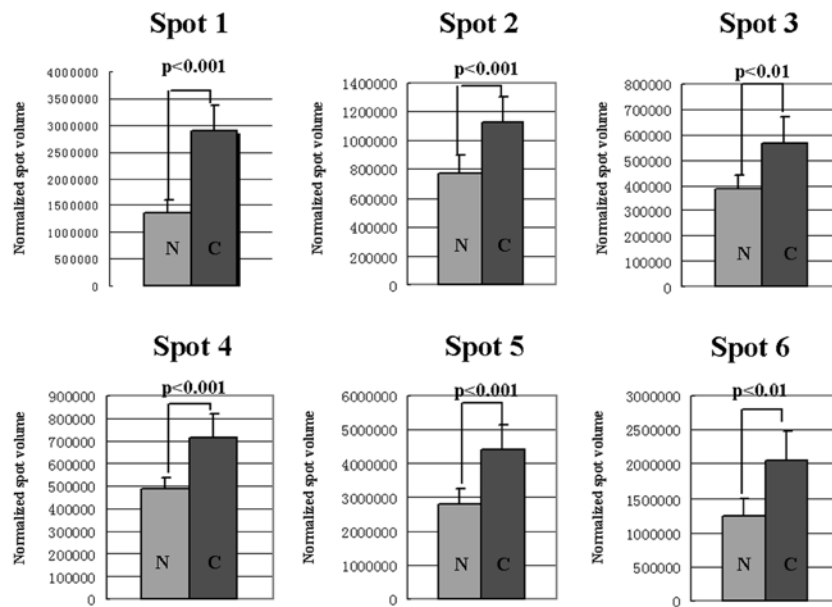 Spot 1
p<0.001
Normalized spot volume
4000000
3500000
3000000
2500000
2000000
1500000
1000000
500000
0
N
C
Spot 2
p<0.001
Normalized spot volume
1400000
1200000
1000000
800000
600000
400000
200000
0
N
C
Spot 3
p<0.01
Normalized spot volume
800000
700000
600000
500000
400000
300000
200000
100000
0
N
C
Spot 4
p<0.001
Normalized spot volume
900000
800000
700000
600000
500000
400000
300000
200000
100000
0
N
C
Spot 5
p<0.001
Normalized spot volume
6000000
5000000
4000000
3000000
2000000
1000000
0
N
C
Spot 6
p<0.01
Normalized spot volume
3000000
2500000
2000000
1500000
1000000
500000
0
N
C